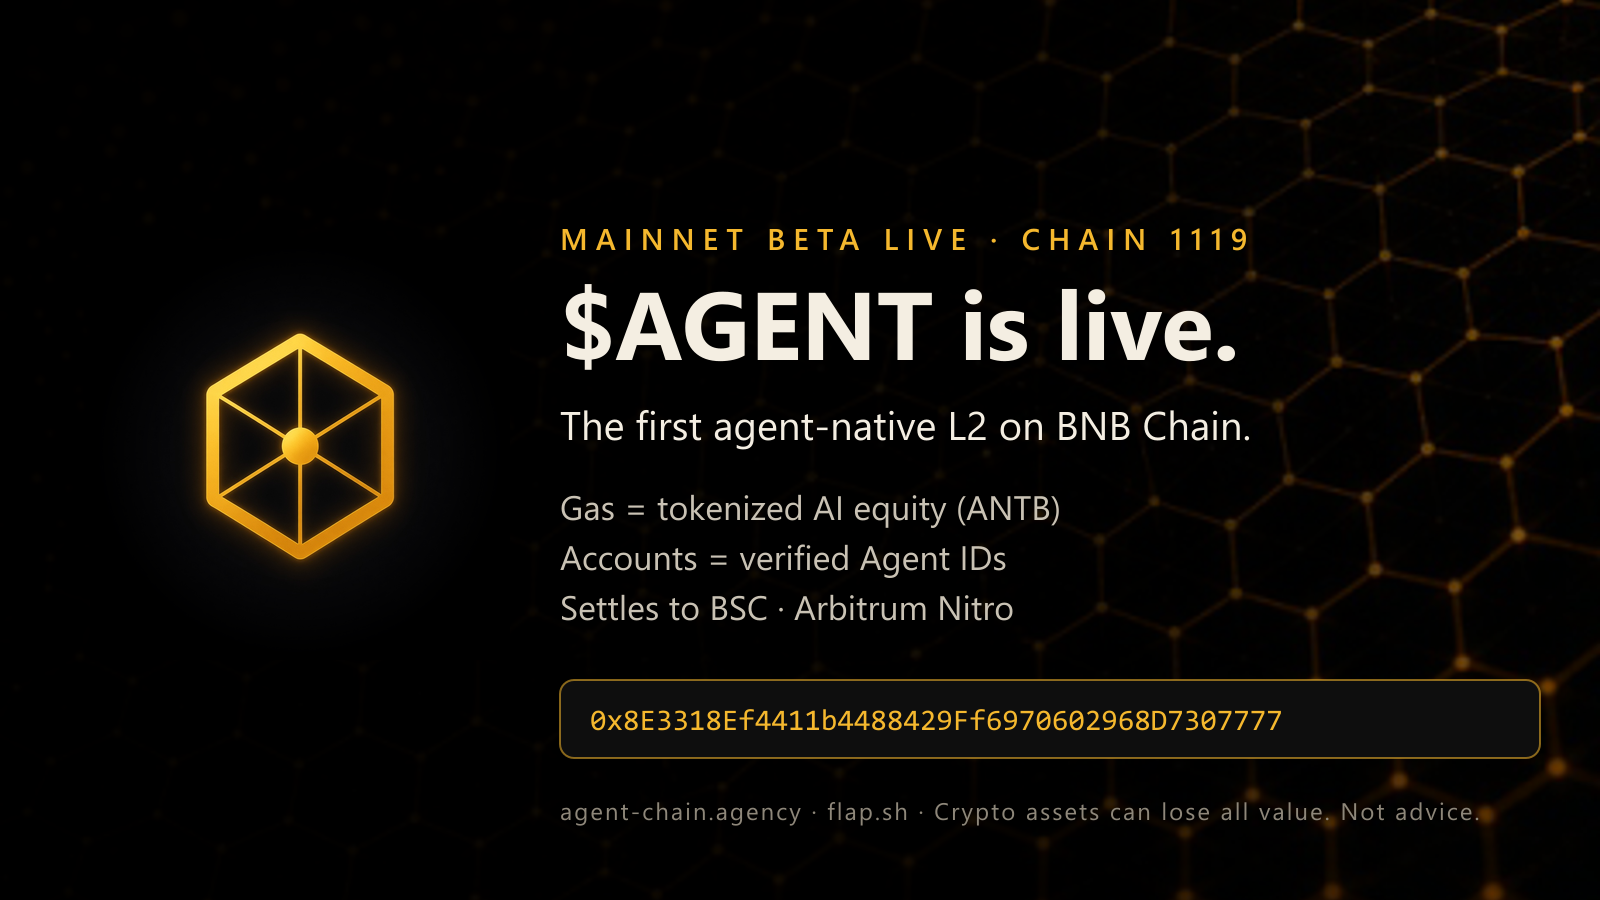 MAINNET BETA LIVE · CHAIN 1119
$AGENT is live.
The first agent-native L2 on BNB Chain.
Gas = tokenized AI equity (ANTB)
Accounts = verified Agent IDs
Settles to BSC · Arbitrum Nitro
0x8E3318Ef4411b4488429Ff6970602968D7307777
agent-chain.agency · flap.sh · Crypto assets can lose all value. Not advice.